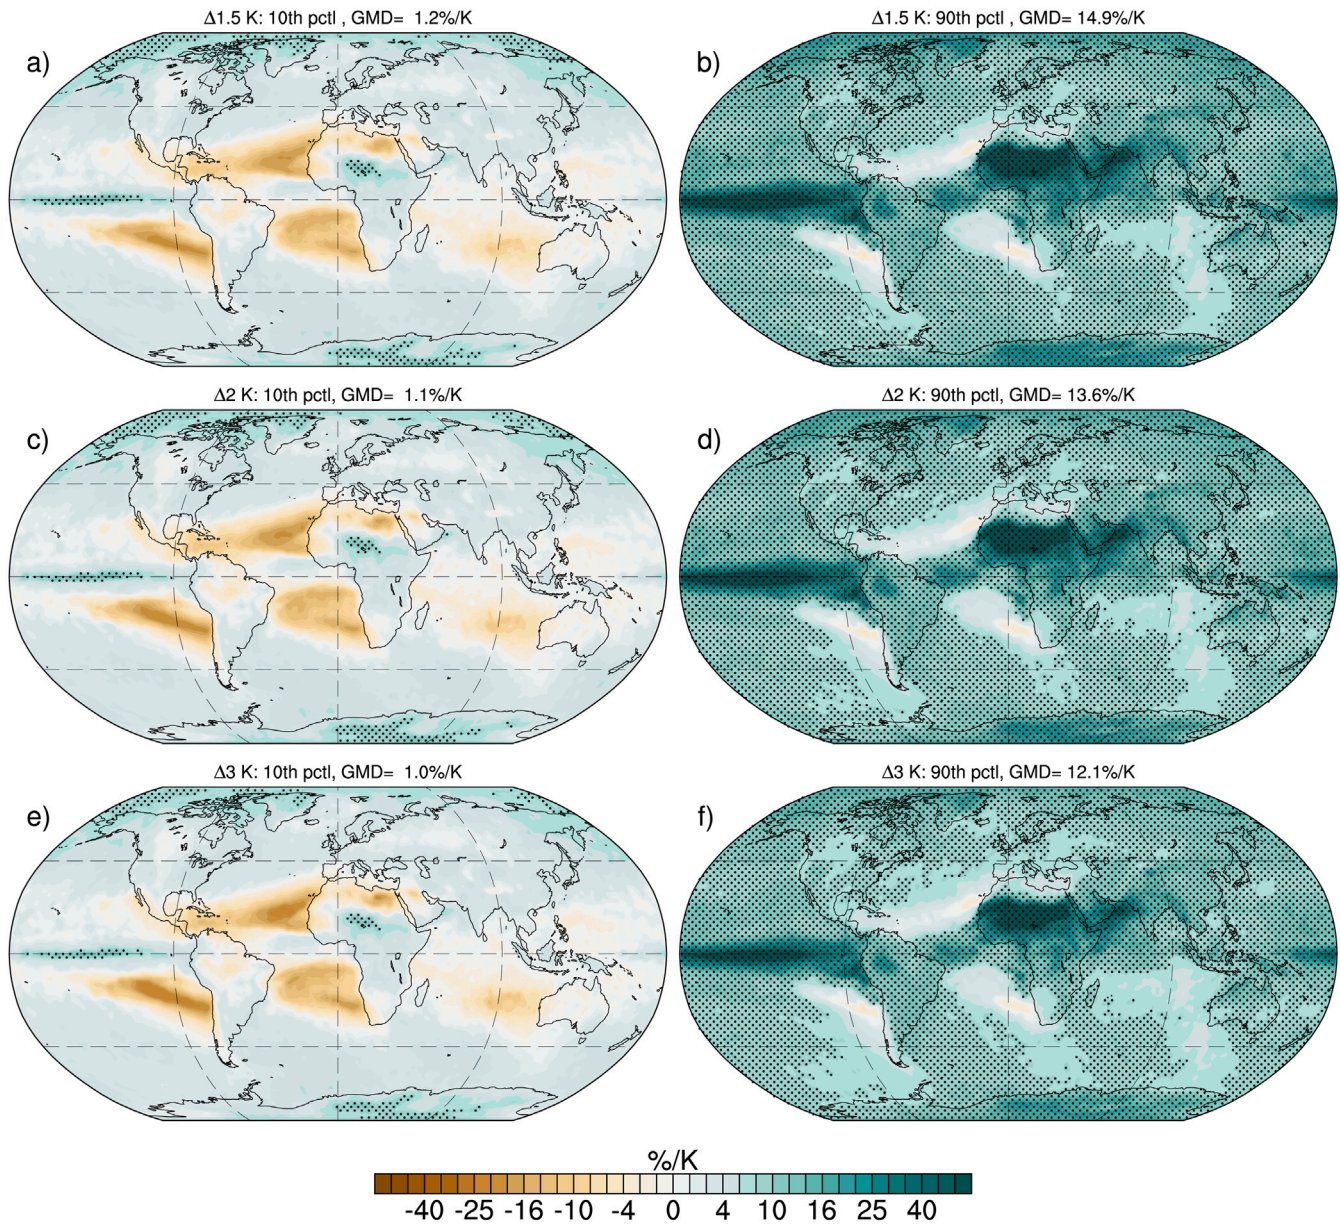 Δ1.5 K: 10th pctl , GMD= 1.2%/K
Δ1.5 K: 90th pctl , GMD= 14.9%/K
a)
b)
Δ2 K: 10th pctl, GMD= 1.1%/K
Δ2 K: 90th pctl, GMD= 13.6%/K
c)
d)
Δ3 K: 10th pctl, GMD= 1.0%/K
Δ3 K: 90th pctl, GMD= 12.1%/K
e)
f)
%/K
-40 -25 -16 -10 -4 0 4 10 16 25 40